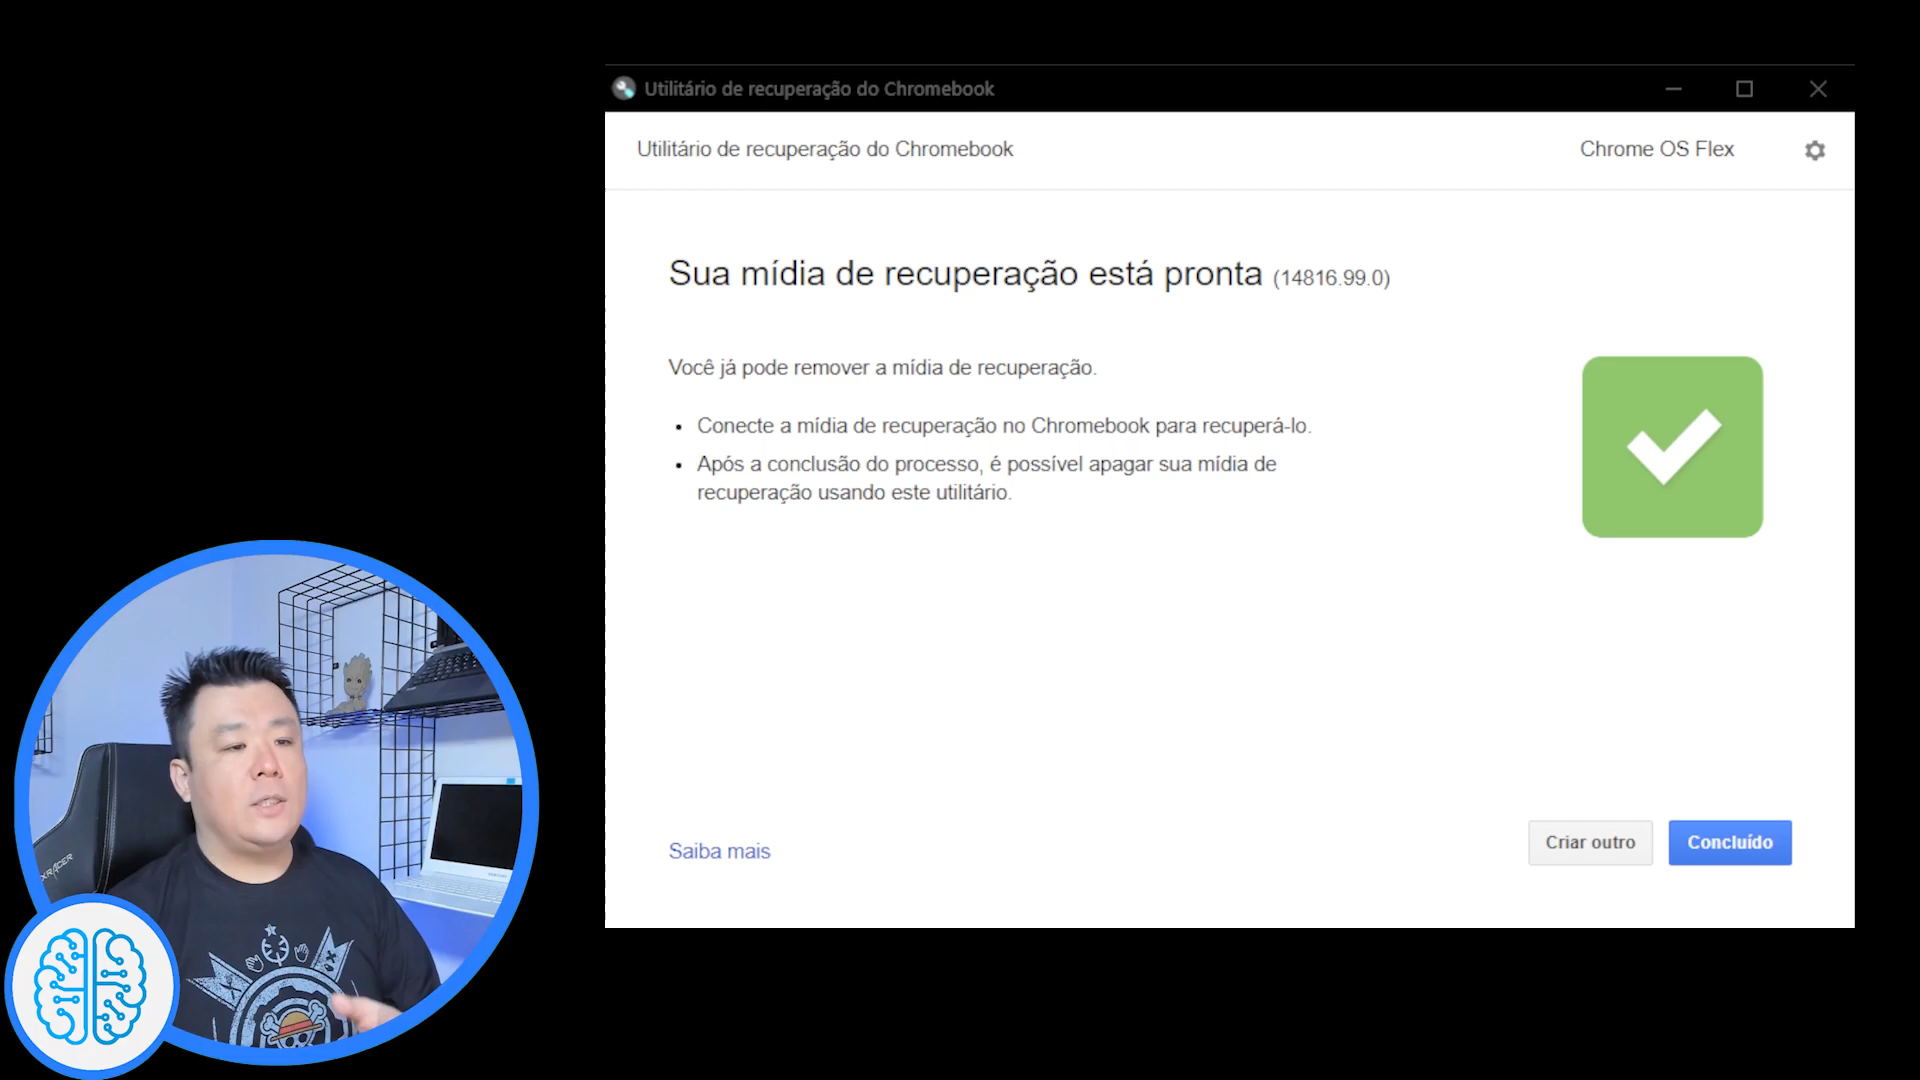 Utilitário de recuperação do Chromebook
Utilitário de recuperação do Chromebook
Chrome OS Flex
Sua mídia de recuperação está pronta (14816.99.0)
Você já pode remover a mídia de recuperação.
• Conecte a mídia de recuperação no Chromebook para recuperá-lo.
• Após a conclusão do processo, é possível apagar sua mídia de
recuperação usando este utilitário.
Saiba mais
Criar outro
Concluído